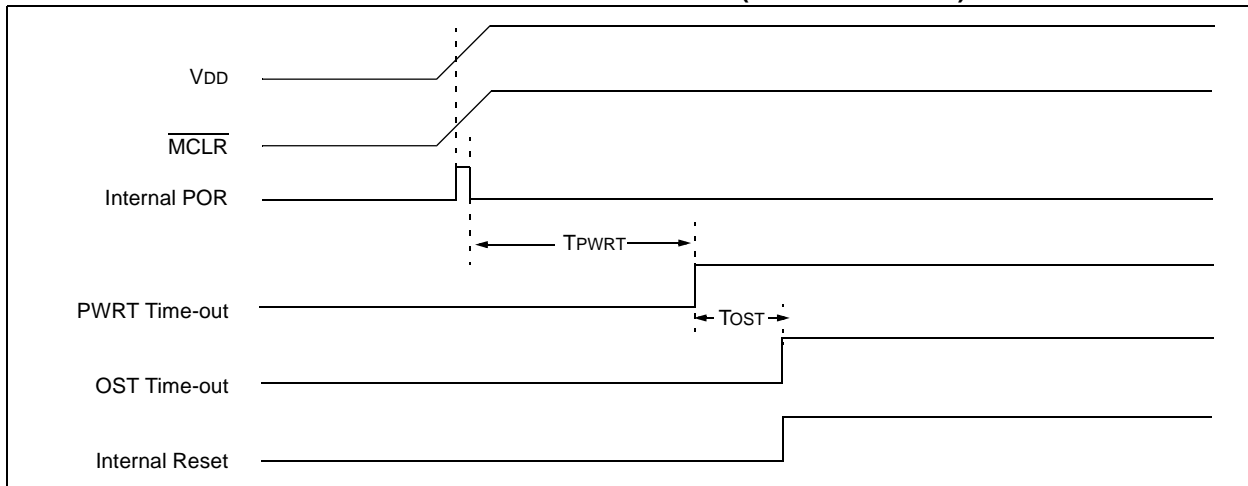 VDD
MCLR
Internal POR
TPWRT
PWRT Time-out
TOST
OST Time-out
Internal Reset